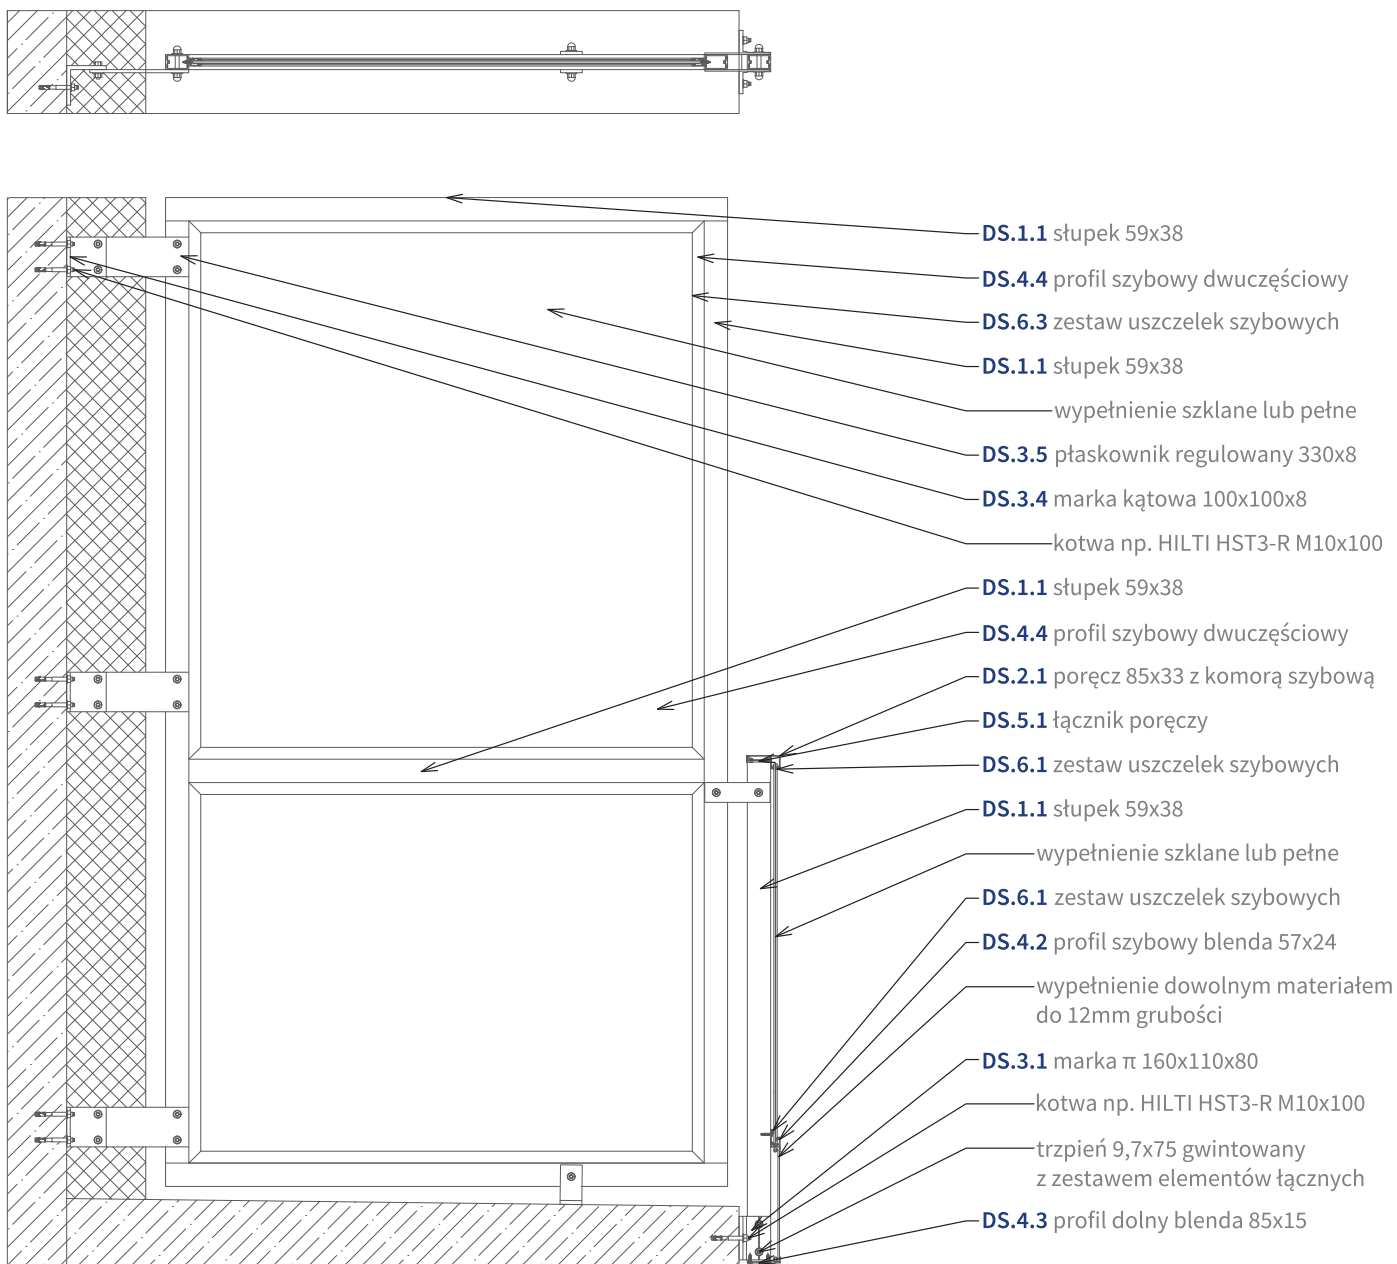 DS.1.1 słupek 59x38
DS.4.4 profil szybowy dwuczęściowy
DS.6.3 zestaw uszczelek szybowych
DS.1.1 słupek 59x38
wypełnienie szklane lub pełne
DS.3.5 płaskownik regulowany 330x8
DS.3.4 marka kątowa 100x100x8
kotwa np. HILTI HST3-R M10x100
DS.1.1 słupek 59x38
DS.4.4 profil szybowy dwuczęściowy
DS.2.1 poręcz 85x33 z komorą szybową
DS.5.1 łącznik poręczy
DS.6.1 zestaw uszczelek szybowych
DS.1.1 słupek 59x38
wypełnienie szklane lub pełne
DS.6.1 zestaw uszczelek szybowych
DS.4.2 profil szybowy blenda 57x24
wypełnienie dowolnym materiałem
do 12mm grubości
DS.3.1 marka π 160x110x80
kotwa np. HILTI HST3-R M10x100
trzpień 9,7x75 gwintowany
z zestawem elementów łącznych
DS.4.3 profil dolny blenda 85x15